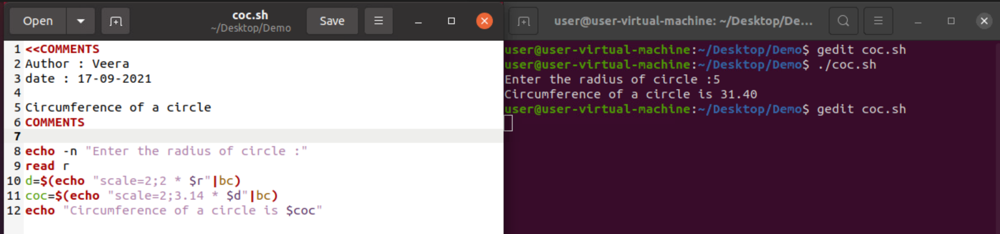 Open
coc.sh
~/Desktop/Demo
Save
1 <<COMMENTS
2 Author : Veera
3 date : 17-09-2021
4
5 Circumference of a circle
6 COMMENTS
7
8 echo -n "Enter the radius of circle :"
9 read r
10 d=$(echo "scale=2;2 * $r"|bc)
11 coc=$(echo "scale=2;3.14 * $d"|bc)
12 echo "Circumference of a circle is $coc"
user@user-virtual-machine: ~/Desktop/De...
user@user-virtual-machine:~/Desktop/Demo$ gedit coc.sh
user@user-virtual-machine:~/Desktop/Demo$ ./coc.sh
Enter the radius of circle :5
Circumference of a circle is 31.40
user@user-virtual-machine:~/Desktop/Demo$ gedit coc.sh